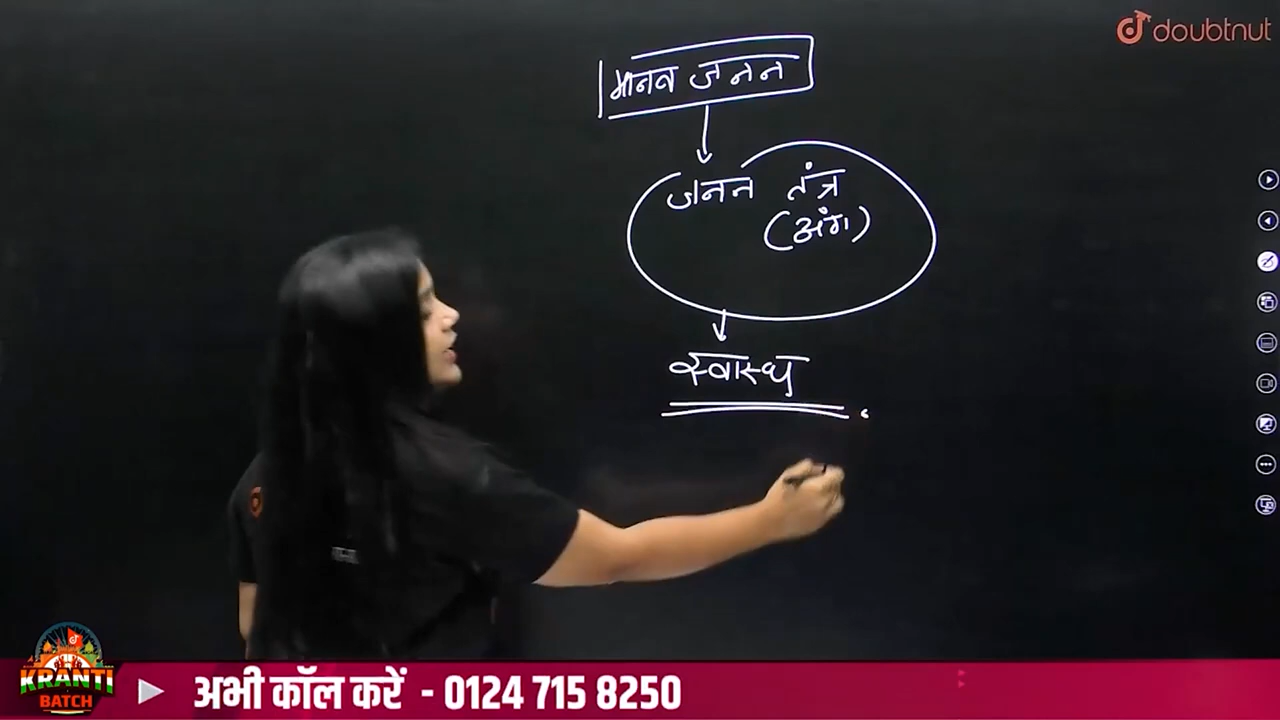 doubtnut
मानव जनन
जनन तंत्र
(अंग)
स्वास्थ
KRANTI
BATCH
अभी कॉल करें - 0124 715 8250